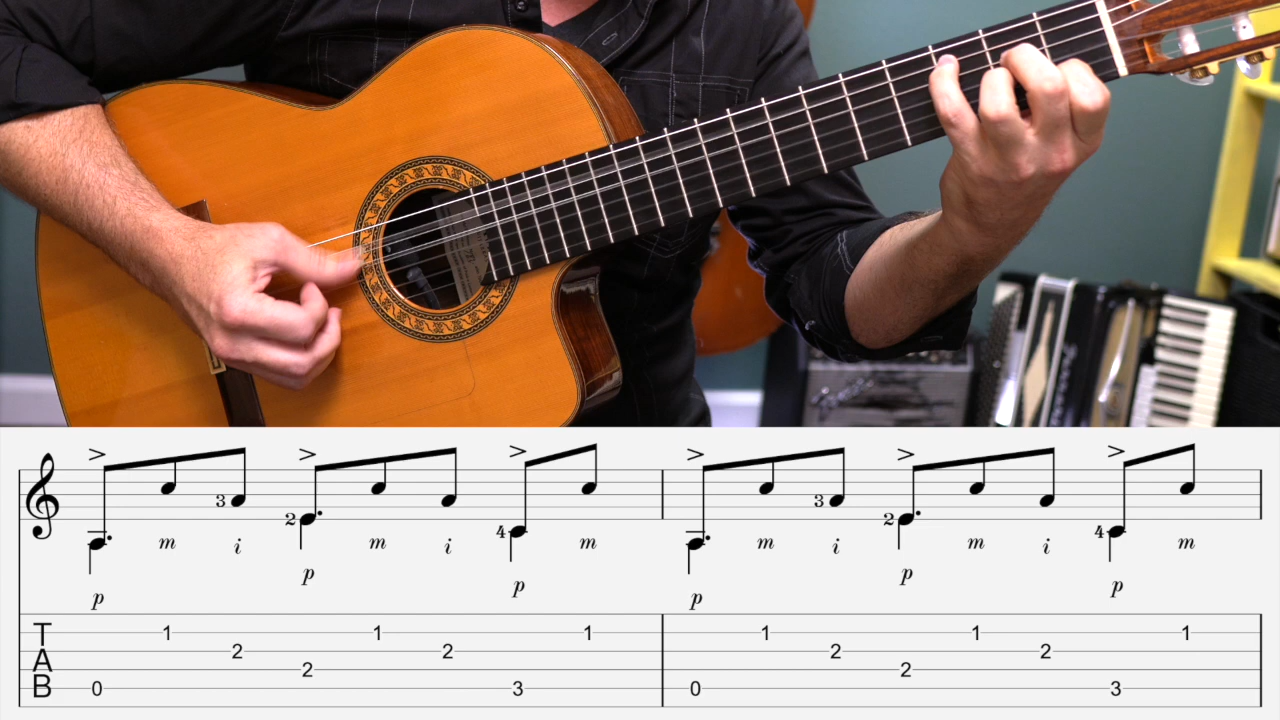 > > > > > >
3 2 4 3 2 4
m i m i m m i m i m
p p p p p p
T A B
1 1 1 1 1 1
2 2 2 2
2 2
0 3 0 3